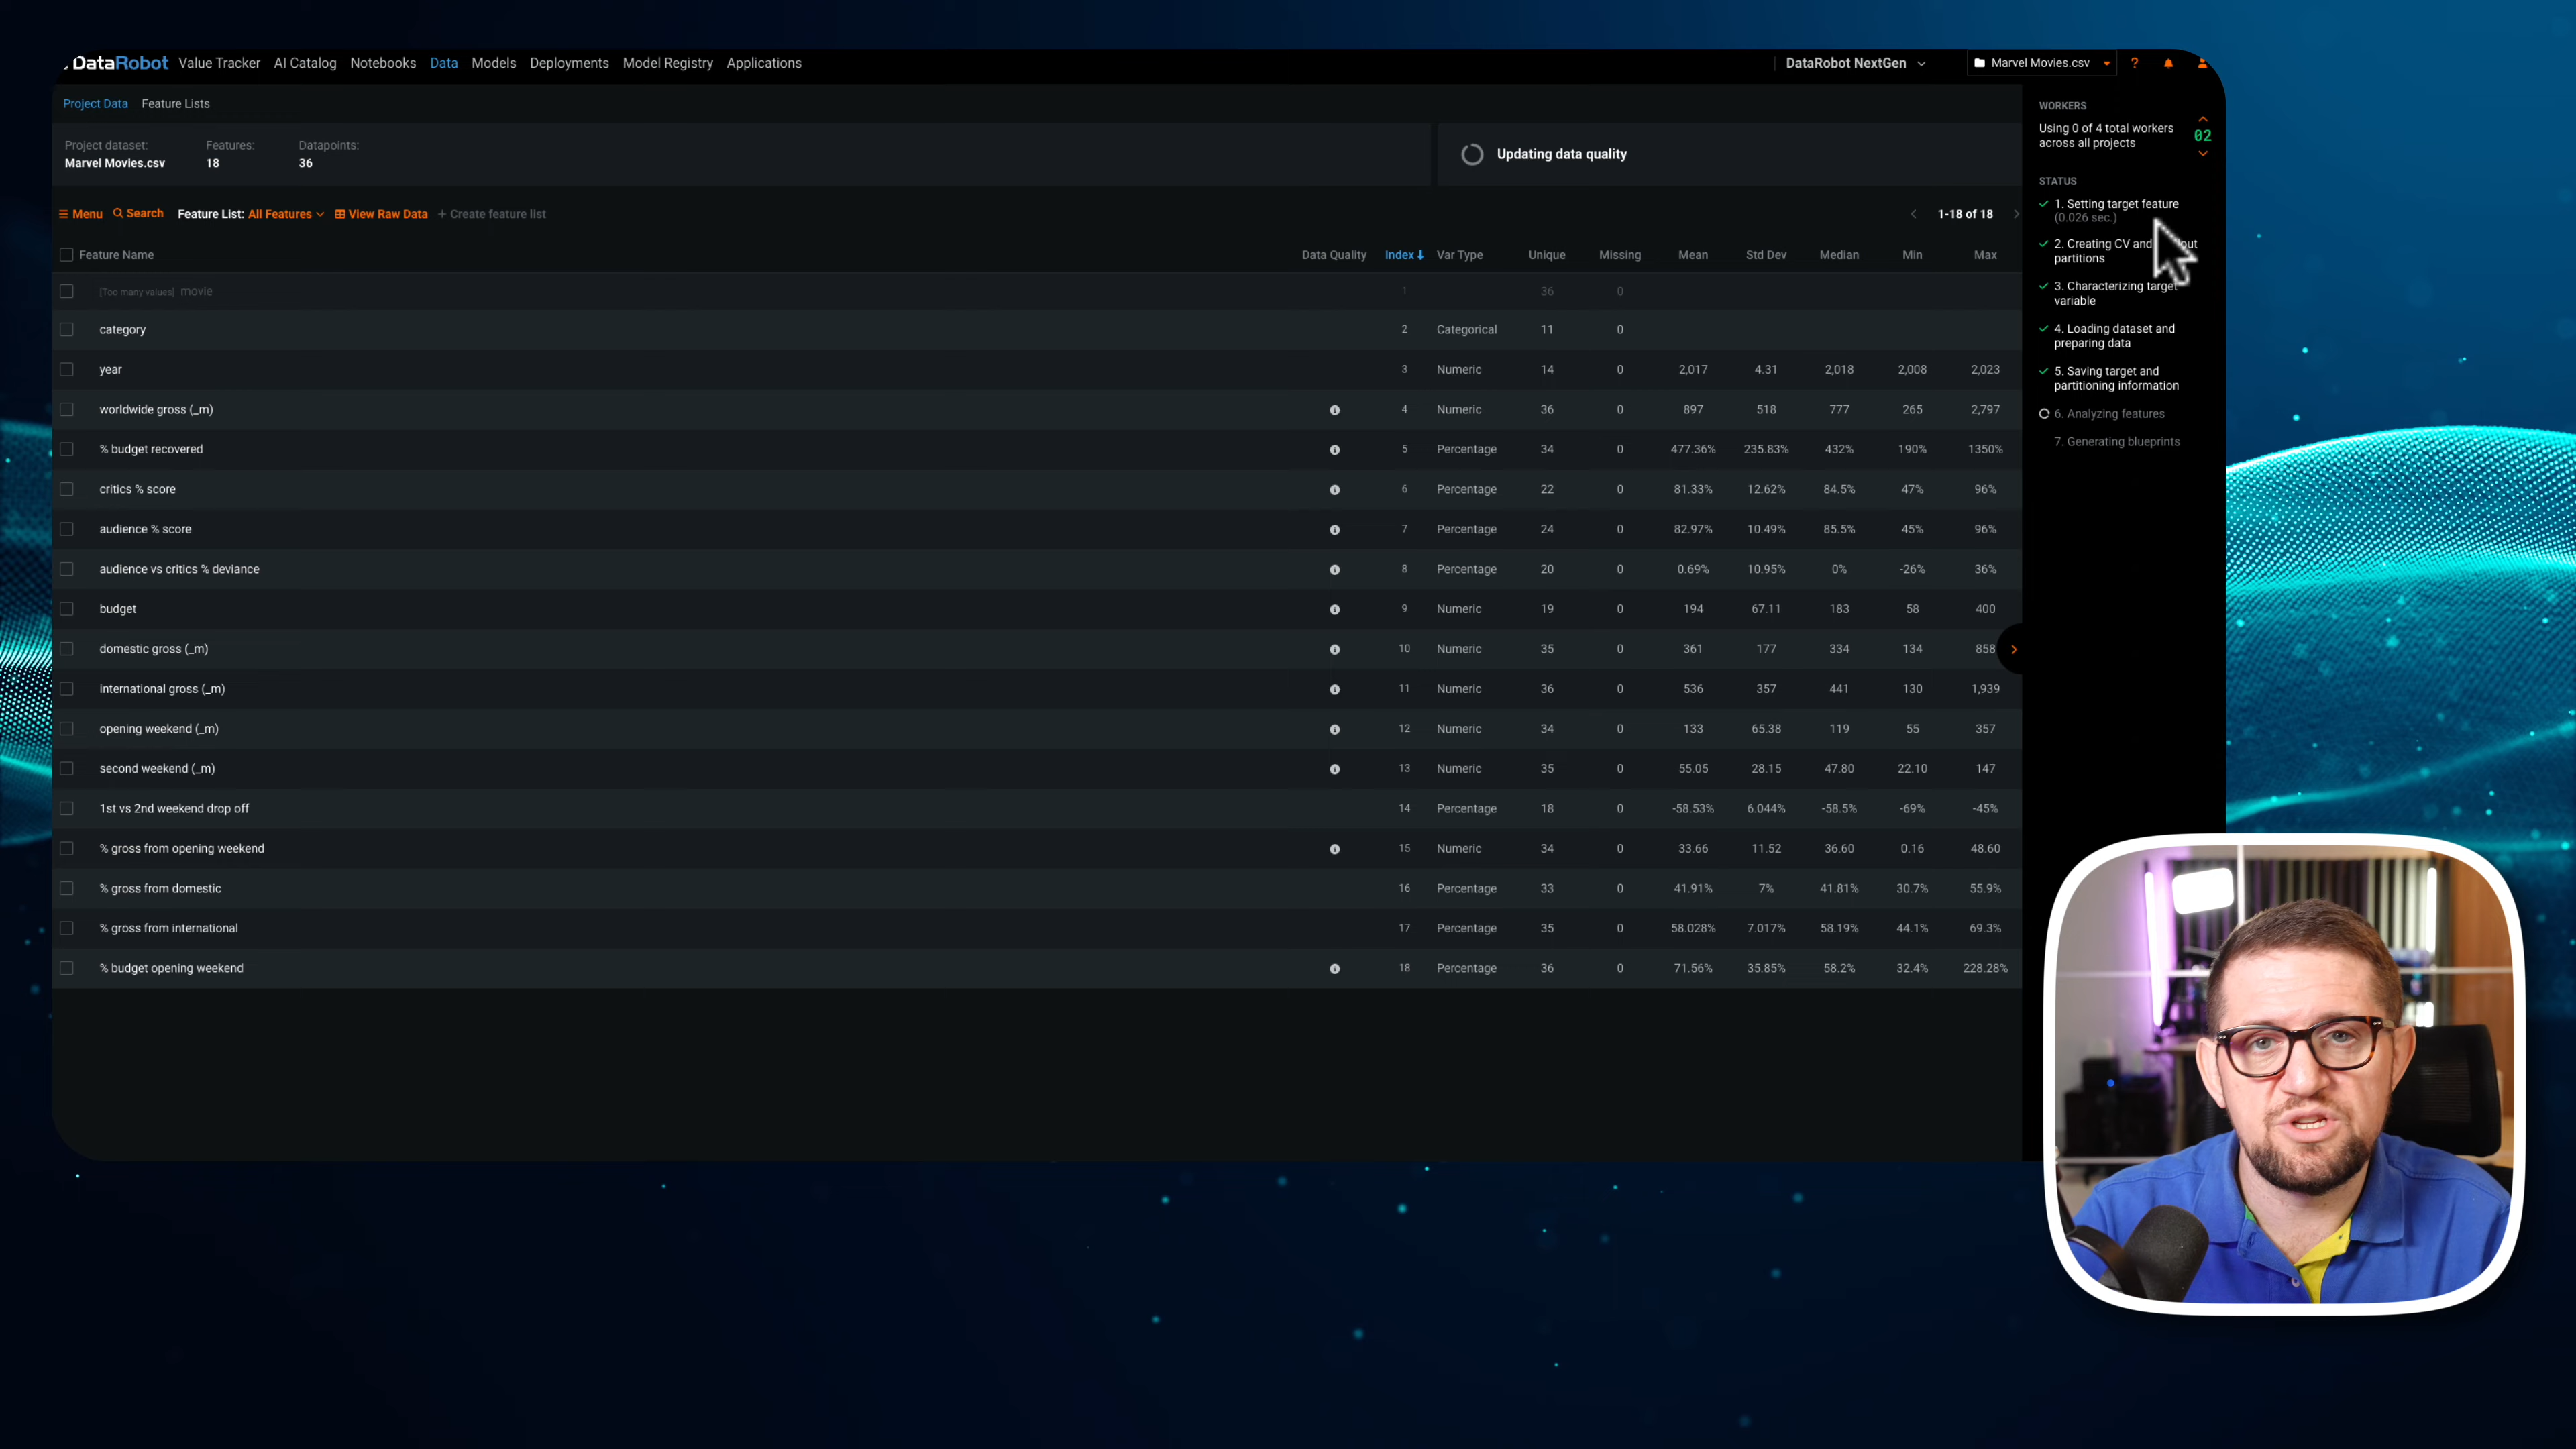 DataRobot Value Tracker AI Catalog Notebooks Data Models Deployments Model Registry Applications DataRobot NextGen Marvel Movies.csv ?
Project Data Feature Lists
Project dataset: Features: Datapoints:
Marvel Movies.csv 18 36
Updating data quality
Menu Search Feature List: All Features View Raw Data + Create feature list 1-18 of 18
Feature Name Data Quality Index Var Type Unique Missing Mean Std Dev Median Min Max
[Too many values] movie 1 36 0
category 2 Categorical 11 0
year 3 Numeric 14 0 2,017 4.31 2,018 2,008 2,023
worldwide gross (_m) 4 Numeric 36 0 897 518 777 265 2,797
% budget recovered 5 Percentage 34 0 477.36% 235.83% 432% 190% 1350%
critics % score 6 Percentage 22 0 81.33% 12.62% 84.5% 47% 96%
audience % score 7 Percentage 24 0 82.97% 10.49% 85.5% 45% 96%
audience vs critics % deviance 8 Percentage 20 0 0.69% 10.95% 0% -26% 36%
budget 9 Numeric 19 0 194 67.11 183 58 400
domestic gross (_m) 10 Numeric 35 0 361 177 334 134 858
international gross (_m) 11 Numeric 36 0 536 357 441 130 1,939
opening weekend (_m) 12 Numeric 34 0 133 65.38 119 55 357
second weekend (_m) 13 Numeric 35 0 55.05 28.15 47.80 22.10 147
1st vs 2nd weekend drop off 14 Percentage 18 0 -58.53% 6.044% -58.5% -69% -45%
% gross from opening weekend 15 Numeric 34 0 33.66 11.52 36.60 0.16 48.60
% gross from domestic 16 Percentage 33 0 41.91% 7% 41.81% 30.7% 55.9%
% gross from international 17 Percentage 35 0 58.028% 7.017% 58.19% 44.1% 69.3%
% budget opening weekend 18 Percentage 36 0 71.56% 35.85% 58.2% 32.4% 228.28%
WORKERS
Using 0 of 4 total workers
across all projects
02
STATUS
1. Setting target feature
(0.026 sec.)
2. Creating CV and
partitions
3. Characterizing target
variable
4. Loading dataset and
preparing data
5. Saving target and
partitioning information
6. Analyzing features
7. Generating blueprints